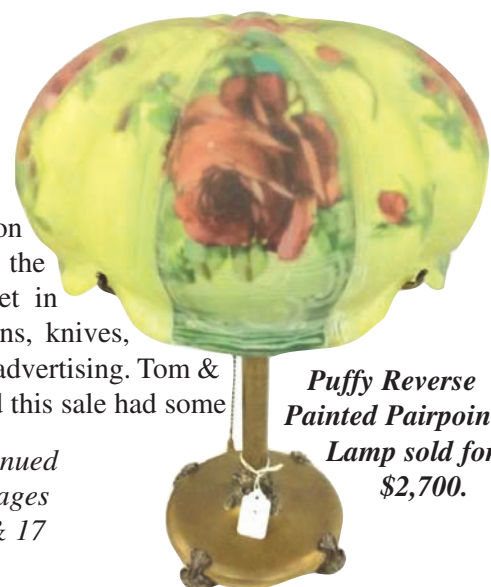 on
the
et in
ns, knives,
advertising. Tom &
d this sale had some
nued
ages
& 17
Puffy Reverse
Painted Pairpoin
Lamp sold for
$2,700.